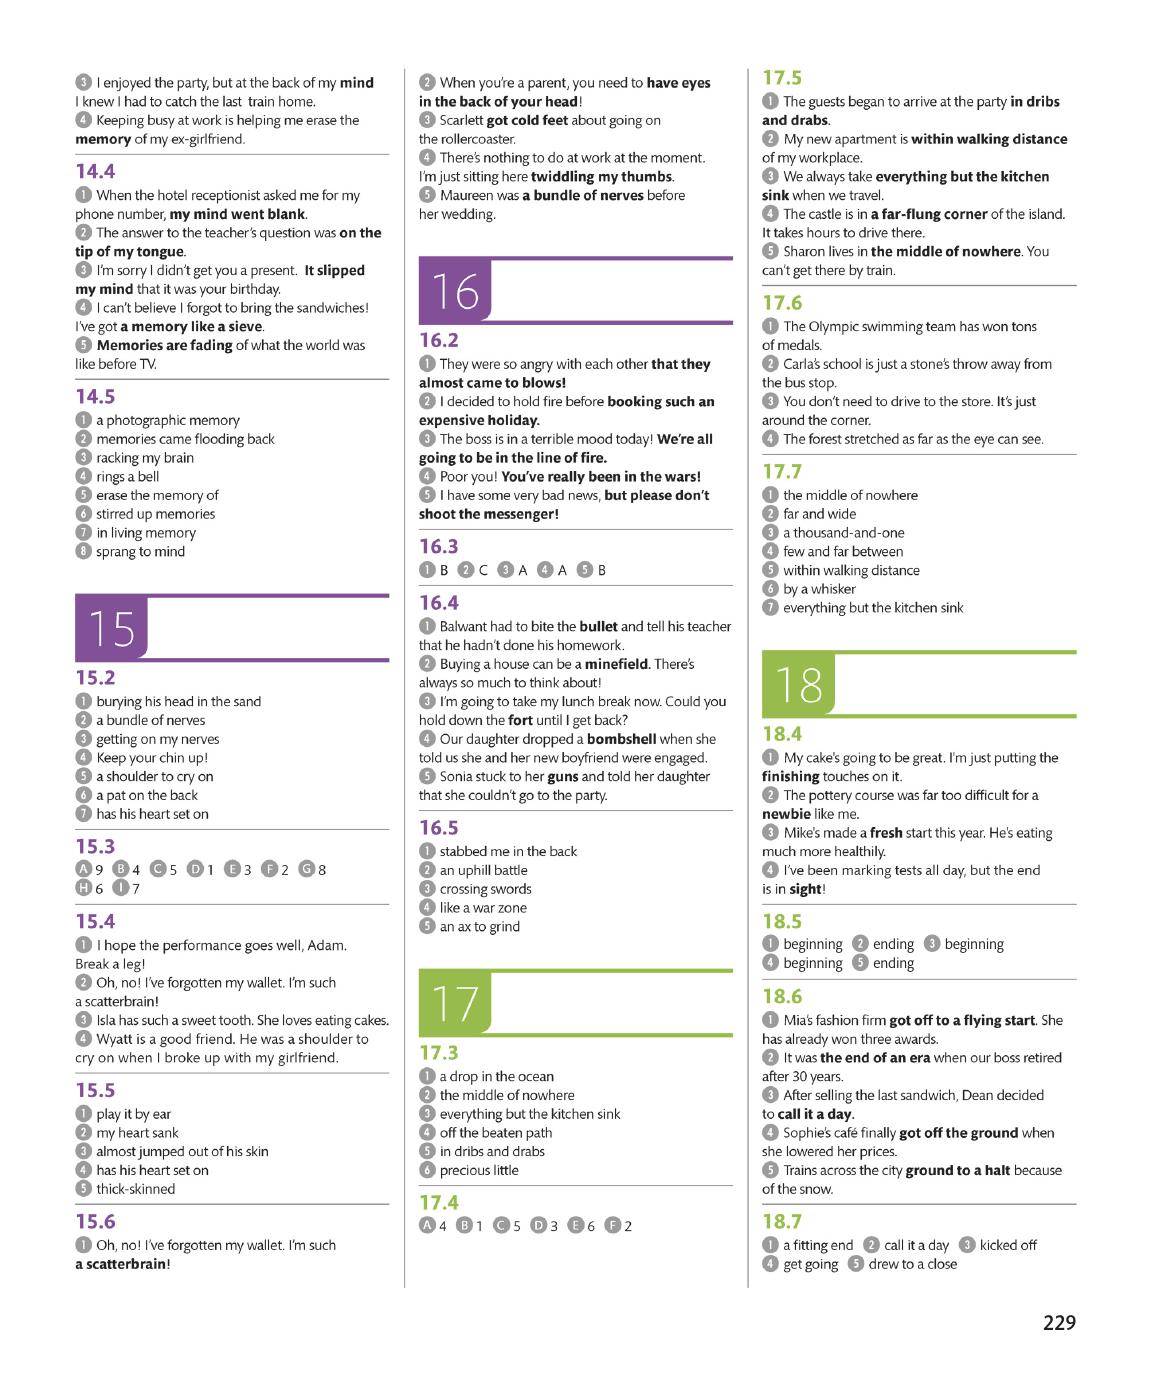 3 I enjoyed the party, but at the back of my mind
I knew I had to catch the last train home.
4 Keeping busy at work is helping me erase the
memory of my ex-girlfriend.
14.4
1 When the hotel receptionist asked me for my
phone number, my mind went blank.
2 The answer to the teacher's question was on the
tip of my tongue.
3 I'm sorry I didn't get you a present. It slipped
my mind that it was your birthday.
4 I can't believe I forgot to bring the sandwiches!
I've got a memory like a sieve.
5 Memories are fading of what the world was
like before TV.
14.5
1 a photographic memory
2 memories came flooding back
3 racking my brain
4 rings a bell
5 erase the memory of
6 stirred up memories
7 in living memory
8 sprang to mind
15
15.2
1 burying his head in the sand
2 a bundle of nerves
3 getting on my nerves
4 Keep your chin up!
5 a shoulder to cry on
6 a pat on the back
7 has his heart set on
15.3
A 9 B 4 C 5 D 1 E 3 F 2 G 8
H 6 I 7
15.4
1 I hope the performance goes well, Adam.
Break a leg!
2 Oh, no! I've forgotten my wallet. I'm such
a scatterbrain!
3 Isla has such a sweet tooth. She loves eating cakes.
4 Wyatt is a good friend. He was a shoulder to
cry on when I broke up with my girlfriend.
15.5
1 play it by ear
2 my heart sank
3 almost jumped out of his skin
4 has his heart set on
5 thick-skinned
15.6
1 Oh, no! I've forgotten my wallet. I'm such
a scatterbrain!
2 When you're a parent, you need to have eyes
in the back of your head!
3 Scarlett got cold feet about going on
the rollercoaster.
4 There's nothing to do at work at the moment.
I'm just sitting here twiddling my thumbs.
5 Maureen was a bundle of nerves before
her wedding.
16
16.2
1 They were so angry with each other that they
almost came to blows!
2 I decided to hold fire before booking such an
expensive holiday.
3 The boss is in a terrible mood today! We're all
going to be in the line of fire.
4 Poor you! You've really been in the wars!
5 I have some very bad news, but please don't
shoot the messenger!
16.3
1 B 2 C 3 A 4 A 5 B
16.4
1 Balwant had to bite the bullet and tell his teacher
that he hadn't done his homework.
2 Buying a house can be a minefield. There's
always so much to think about!
3 I'm going to take my lunch break now. Could you
hold down the fort until I get back?
4 Our daughter dropped a bombshell when she
told us she and her new boyfriend were engaged.
5 Sonia stuck to her guns and told her daughter
that she couldn't go to the party.
16.5
1 stabbed me in the back
2 an uphill battle
3 crossing swords
4 like a war zone
5 an ax to grind
17
17.3
1 a drop in the ocean
2 the middle of nowhere
3 everything but the kitchen sink
4 off the beaten path
5 in dribs and drabs
6 precious little
17.4
A 4 B 1 C 5 D 3 E 6 F 2
17.5
1 The guests began to arrive at the party in dribs
and drabs.
2 My new apartment is within walking distance
of my workplace.
3 We always take everything but the kitchen
sink when we travel.
4 The castle is in a far-flung corner of the island.
It takes hours to drive there.
5 Sharon lives in the middle of nowhere. You
can't get there by train.
17.6
1 The Olympic swimming team has won tons
of medals.
2 Carla's school is just a stone's throw away from
the bus stop.
3 You don't need to drive to the store. It's just
around the corner.
4 The forest stretched as far as the eye can see.
17.7
1 the middle of nowhere
2 far and wide
3 a thousand-and-one
4 few and far between
5 within walking distance
6 by a whisker
7 everything but the kitchen sink
18
18.4
1 My cake's going to be great. I'm just putting the
finishing touches on it.
2 The pottery course was far too difficult for a
newbie like me.
3 Mike's made a fresh start this year. He's eating
much more healthily.
4 I've been marking tests all day, but the end
is in sight!
18.5
1 beginning 2 ending 3 beginning
4 beginning 5 ending
18.6
1 Mia's fashion firm got off to a flying start. She
has already won three awards.
2 It was the end of an era when our boss retired
after 30 years.
3 After selling the last sandwich, Dean decided
to call it a day.
4 Sophie's café finally got off the ground when
she lowered her prices.
5 Trains across the city ground to a halt because
of the snow.
18.7
1 a fitting end 2 call it a day 3 kicked off
4 get going 5 drew to a close
229